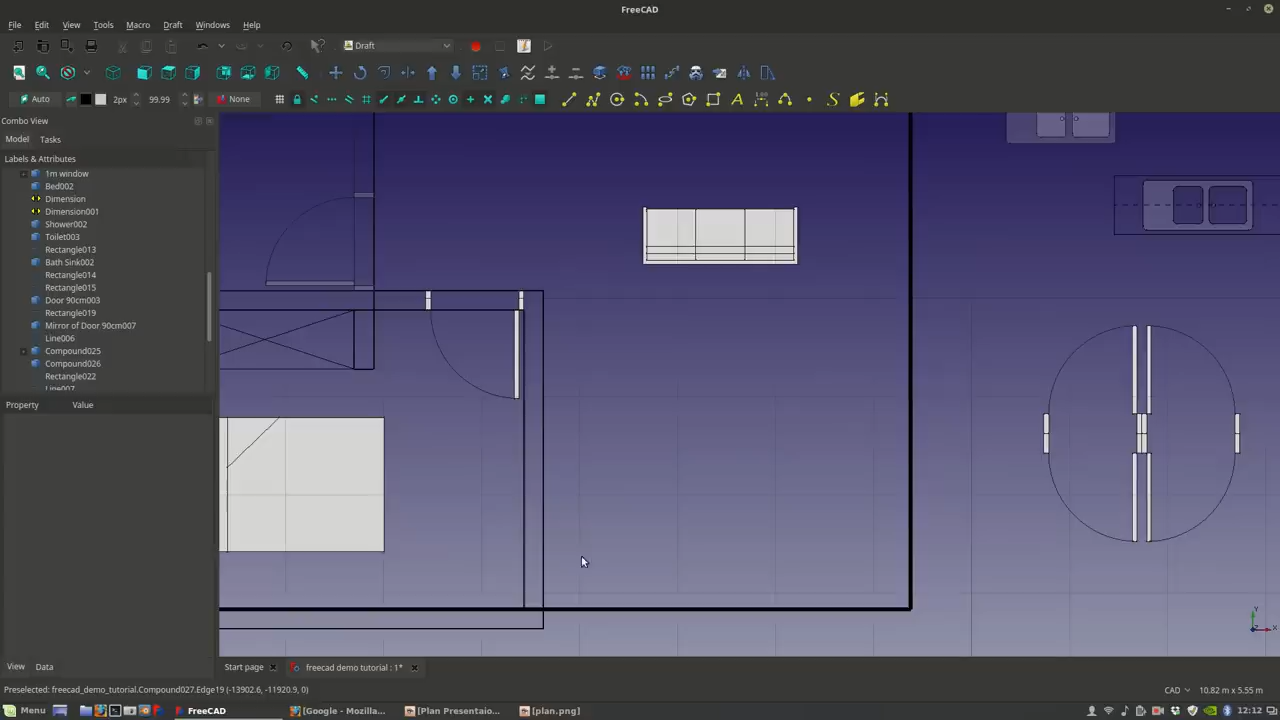 FreeCAD
File Edit View Tools Macro Draft Windows Help
Draft
Auto 2px 99.99 None
Combo View
Model Tasks
Labels & Attributes
1m window
Bed002
Dimension
Dimension001
Shower002
Toilet003
Rectangle013
Bath Sink002
Rectangle014
Rectangle015
Door 90cm003
Rectangle019
Mirror of Door 90cm007
Line006
Compound025
Compound026
Rectangle022
Line007
Property Value
View Data
Start page freecad demo tutorial : 1*
Preselected: freecad_demo_tutorial.Compound027.Edge19 (-13902.6, -11920.9, 0) CAD 10.82 m x 5.55 m
Y
X
Menu FreeCAD [Google - Mozilla... [Plan Presentaio... [plan.png] 12:12